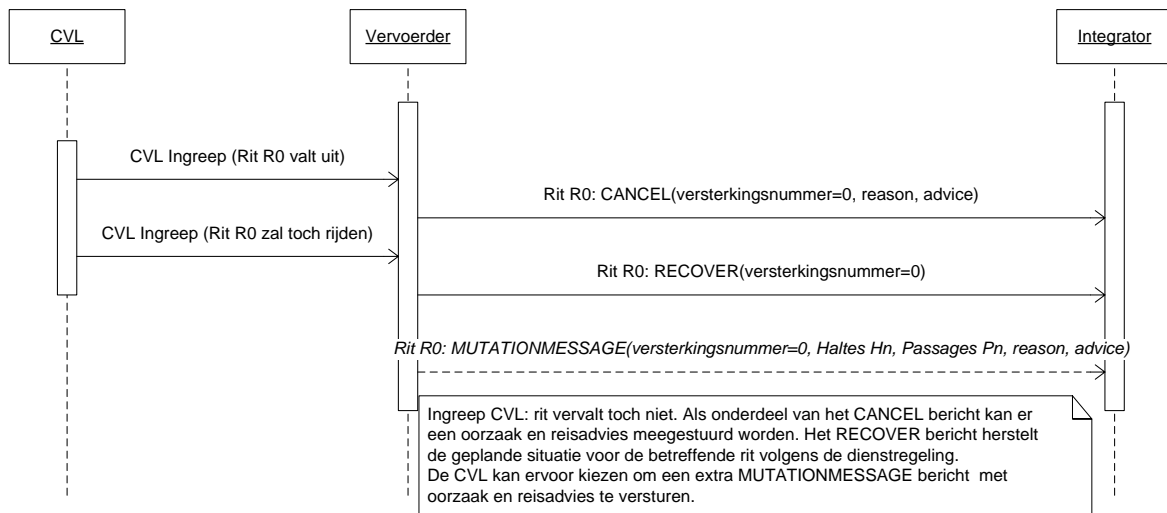 CVL
Vervoerder
Integrator
CVL Ingreep (Rit R0 valt uit)
Rit R0: CANCEL(versterkingsnummer=0, reason, advice)
CVL Ingreep (Rit R0 zal toch rijden)
Rit R0: RECOVER(versterkingsnummer=0)
Rit R0: MUTATIONMESSAGE(versterkingsnummer=0, Haltes Hn, Passages Pn, reason, advice)
Ingreep CVL: rit vervalt toch niet. Als onderdeel van het CANCEL bericht kan er
een oorzaak en reisadvies meegestuurd worden. Het RECOVER bericht herstelt
de geplande situatie voor de betreffende rit volgens de dienstregeling.
De CVL kan ervoor kiezen om een extra MUTATIONMESSAGE bericht met
oorzaak en reisadvies te versturen.